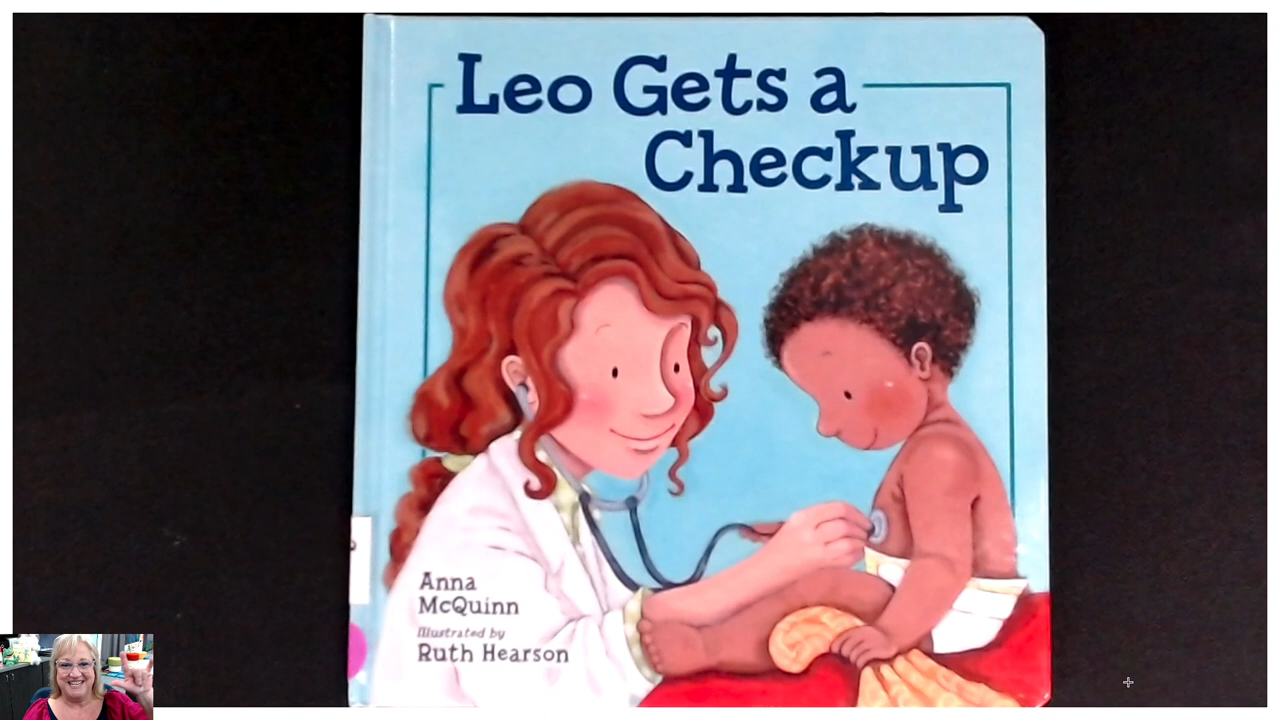 Leo Gets a
Checkup
Anna
McQuinn
Illustrated by
Ruth Hearson